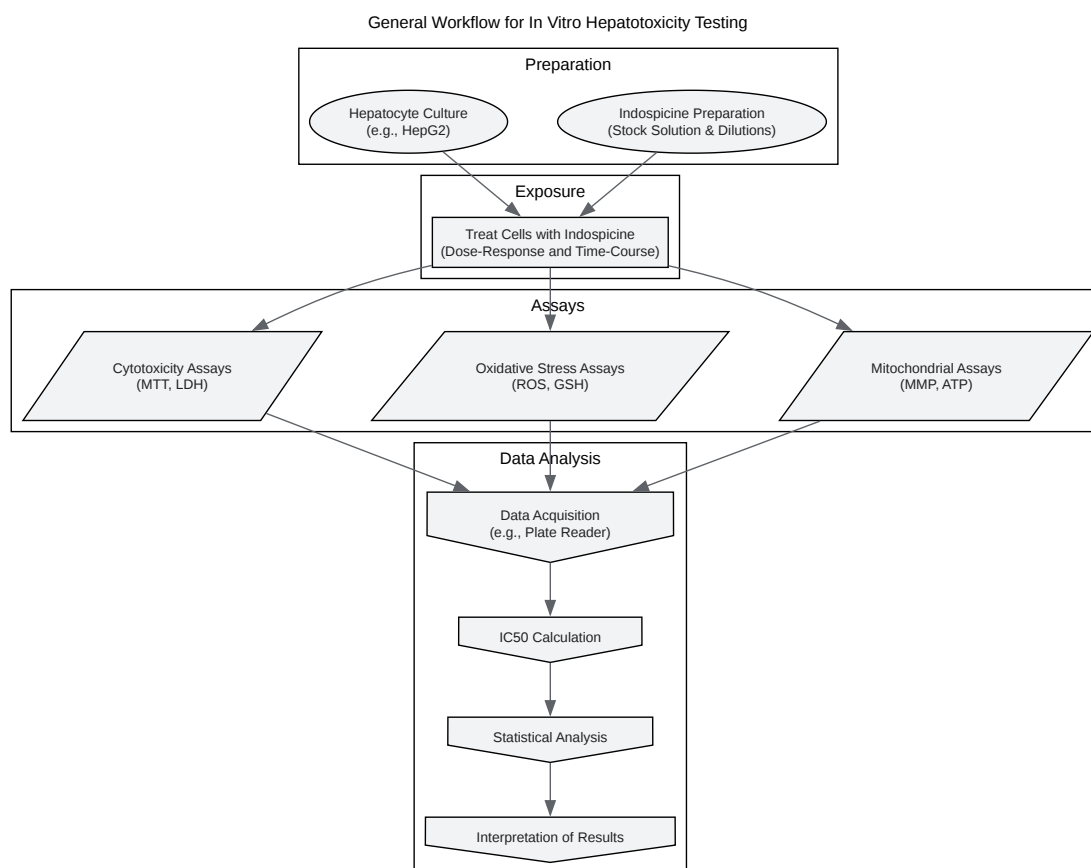 General Workflow for In Vitro Hepatotoxicity Testing
Preparation
Hepatocyte Culture
(e.g., HepG2)
Indospicine Preparation
(Stock Solution & Dilutions)
Exposure
Treat Cells with Indospicine
(Dose-Response and Time-Course)
Assays
Cytotoxicity Assays
(MTT, LDH)
Oxidative Stress Assays
(ROS, GSH)
Mitochondrial Assays
(MMP, ATP)
Data Analysis
Data Acquisition
(e.g., Plate Reader)
IC50 Calculation
Statistical Analysis
Interpretation of Results